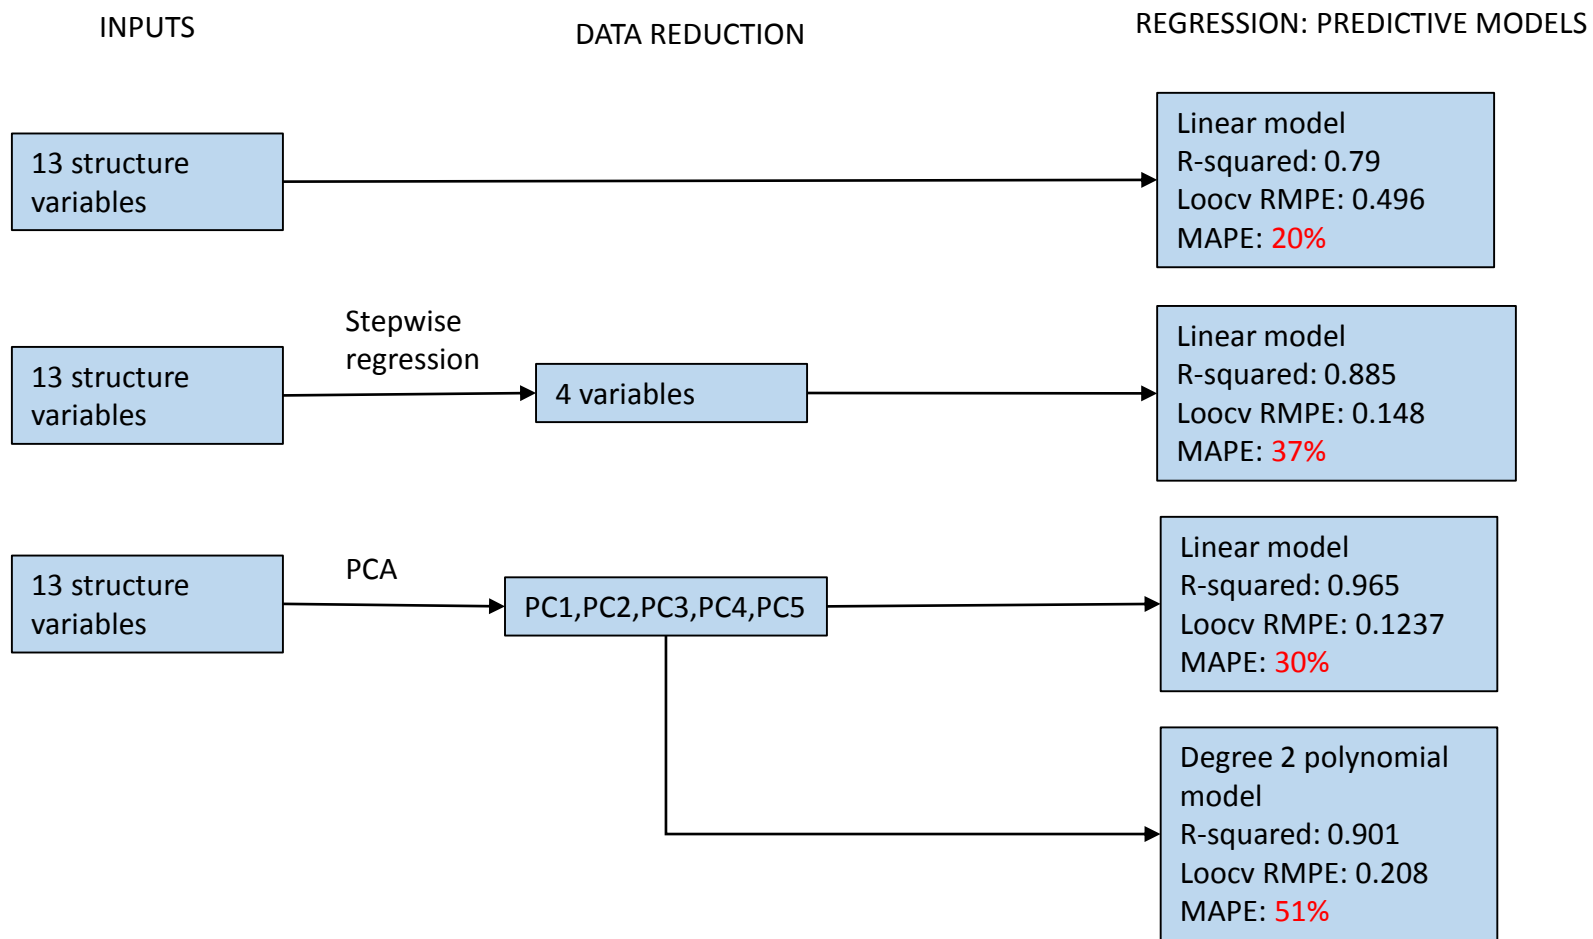 INPUTS
DATA REDUCTION
REGRESSION: PREDICTIVE MODELS
13 structure
variables
Linear model
R-squared: 0.79
Loocv RMPE: 0.496
MAPE: 20%
13 structure
variables
Stepwise
regression
4 variables
Linear model
R-squared: 0.885
Loocv RMPE: 0.148
MAPE: 37%
13 structure
variables
PCA
PC1,PC2,PC3,PC4,PC5
Linear model
R-squared: 0.965
Loocv RMPE: 0.1237
MAPE: 30%
Degree 2 polynomial
model
R-squared: 0.901
Loocv RMPE: 0.208
MAPE: 51%